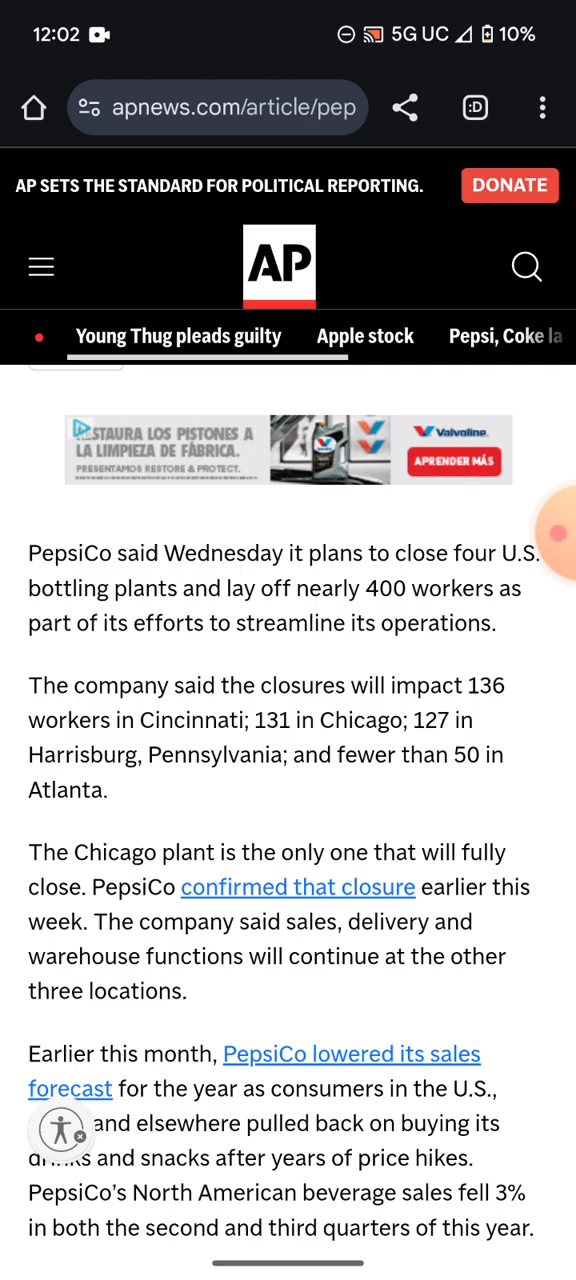 12:02
5G UC
10%
apnews.com/article/pep
:D
AP SETS THE STANDARD FOR POLITICAL REPORTING.
DONATE
AP
Young Thug pleads guilty
Apple stock
Pepsi, Coke la
ESTAURA LOS PISTONES A
LA LIMPIEZA DE FÁBRICA.
PRESENTAMOS RESTORE & PROTECT.
Valvoline.
APRENDER MÁS
PepsiCo said Wednesday it plans to close four U.S.
bottling plants and lay off nearly 400 workers as
part of its efforts to streamline its operations.
The company said the closures will impact 136
workers in Cincinnati; 131 in Chicago; 127 in
Harrisburg, Pennsylvania; and fewer than 50 in
Atlanta.
The Chicago plant is the only one that will fully
close. PepsiCo confirmed that closure earlier this
week. The company said sales, delivery and
warehouse functions will continue at the other
three locations.
Earlier this month, PepsiCo lowered its sales
forecast for the year as consumers in the U.S.,
and elsewhere pulled back on buying its
and snacks after years of price hikes.
PepsiCo's North American beverage sales fell 3%
in both the second and third quarters of this year.